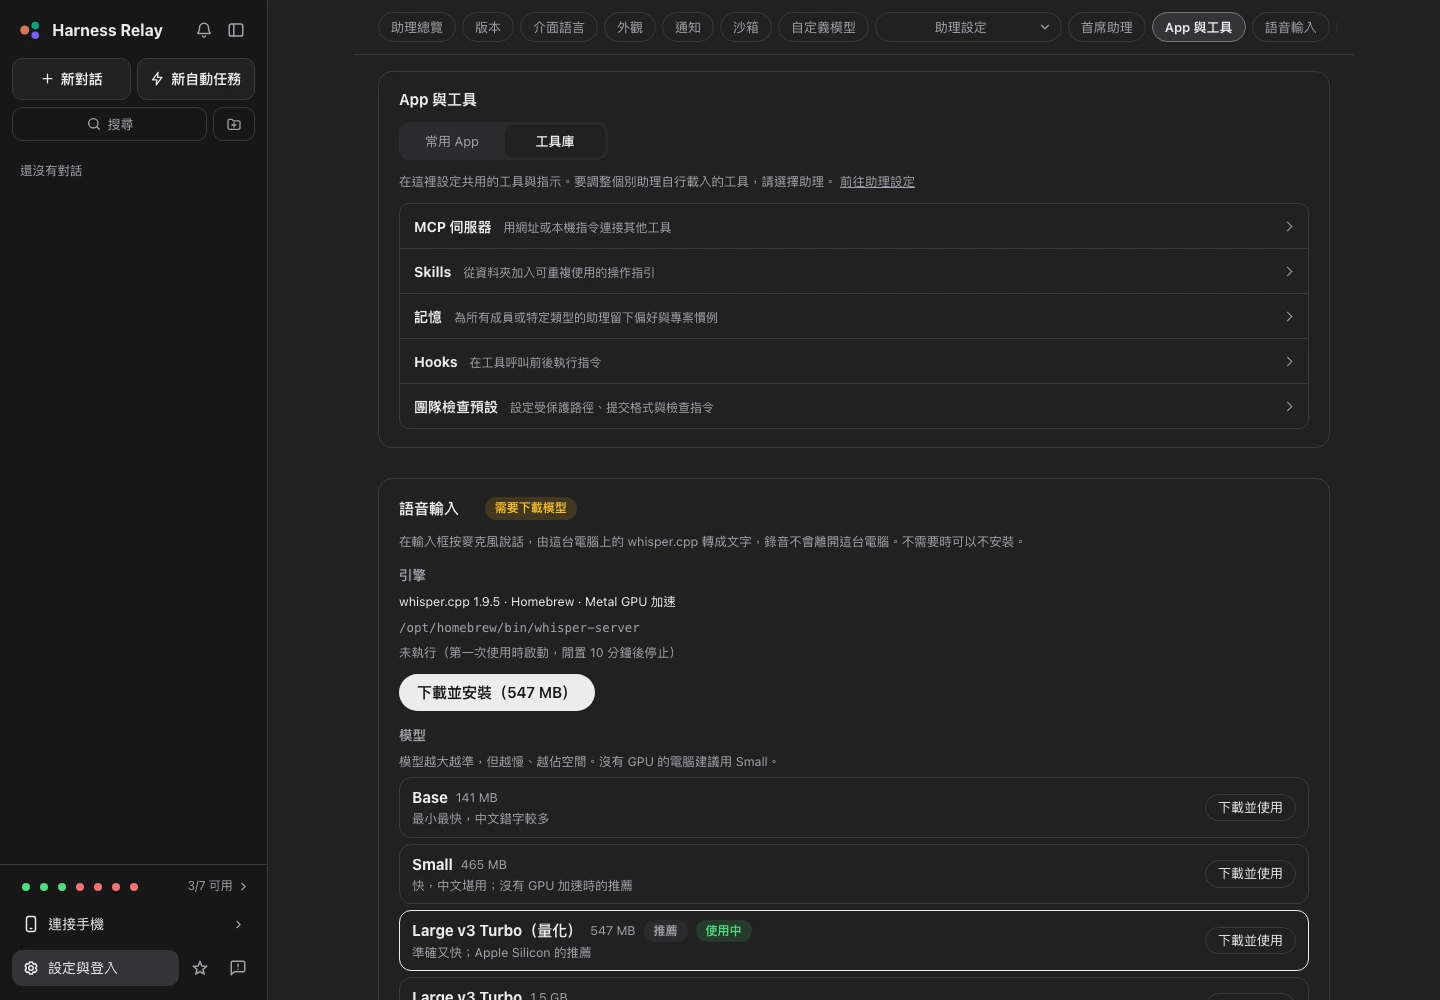 Harness Relay
新對話
新自動任務
搜尋
還沒有對話
3/7 可用
連接手機
設定與登入
助理總覽
版本
介面語言
外觀
通知
沙箱
自定義模型
助理設定
首席助理
App 與工具
語音輸入
App 與工具
常用 App
工具庫
在這裡設定共用的工具與指示。要調整個別助理自行載入的工具，請選擇助理。 前往助理設定
MCP 伺服器 用網址或本機指令連接其他工具
Skills 從資料夾加入可重複使用的操作指引
記憶 為所有成員或特定類型的助理留下偏好與專案慣例
Hooks 在工具呼叫前後執行指令
團隊檢查預設 設定受保護路徑、提交格式與檢查指令
語音輸入 需要下載模型
在輸入框按麥克風說話，由這台電腦上的 whisper.cpp 轉成文字，錄音不會離開這台電腦。不需要時可以不安裝。
引擎
whisper.cpp 1.9.5 · Homebrew · Metal GPU 加速
/opt/homebrew/bin/whisper-server
未執行（第一次使用時啟動，閒置 10 分鐘後停止）
下載並安裝（547 MB）
模型
模型越大越準，但越慢、越佔空間。沒有 GPU 的電腦建議用 Small。
Base 141 MB
最小最快，中文錯字較多
下載並使用
Small 465 MB
快，中文堪用；沒有 GPU 加速時的推薦
下載並使用
Large v3 Turbo（量化） 547 MB 推薦 使用中
準確又快；Apple Silicon 的推薦
下載並使用
Large v3 Turbo 1.5 GB